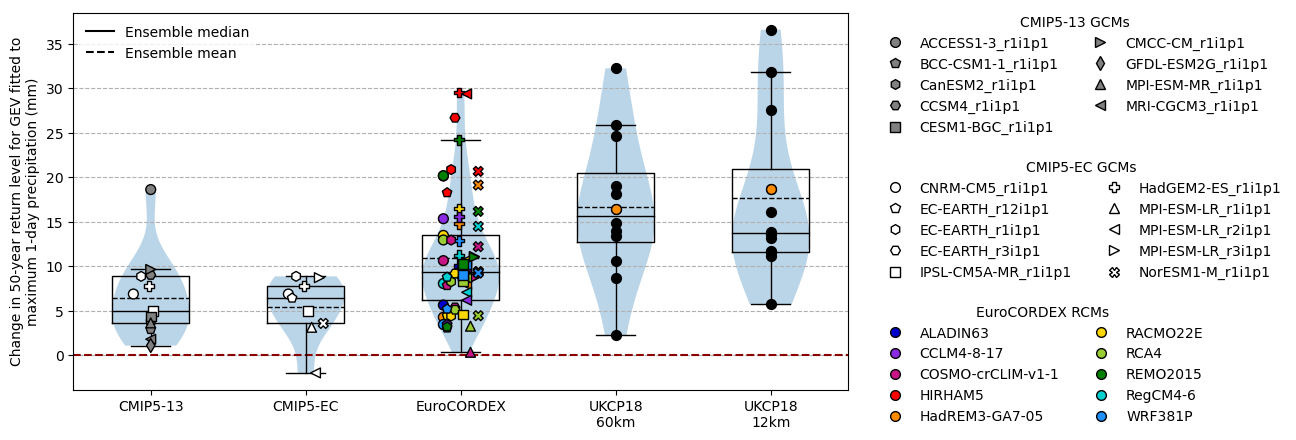 Change in 50-year return level for GEV fitted to
maximum 1-day precipitation (mm)
35
30
25
20
15
10
5
0
Ensemble median
Ensemble mean
CMIP5-13
CMIP5-EC
EuroCORDEX
UKCP18
60km
UKCP18
12km
CMIP5-13 GCMs
ACCESS1-3_r1i1p1
BCC-CSM1-1_r1i1p1
CanESM2_r1i1p1
CCSM4_r1i1p1
CESM1-BGC_r1i1p1
CMCC-CM_r1i1p1
GFDL-ESM2G_r1i1p1
MPI-ESM-MR_r1i1p1
MRI-CGCM3_r1i1p1
CMIP5-EC GCMs
CNRM-CM5_r1i1p1
EC-EARTH_r12i1p1
EC-EARTH_r1i1p1
EC-EARTH_r3i1p1
IPSL-CM5A-MR_r1i1p1
HadGEM2-ES_r1i1p1
MPI-ESM-LR_r1i1p1
MPI-ESM-LR_r2i1p1
MPI-ESM-LR_r3i1p1
NorESM1-M_r1i1p1
EuroCORDEX RCMs
ALADIN63
CCLM4-8-17
COSMO-crCLIM-v1-1
HIRHAM5
HadREM3-GA7-05
RACMO22E
RCA4
REMO2015
RegCM4-6
WRF381P